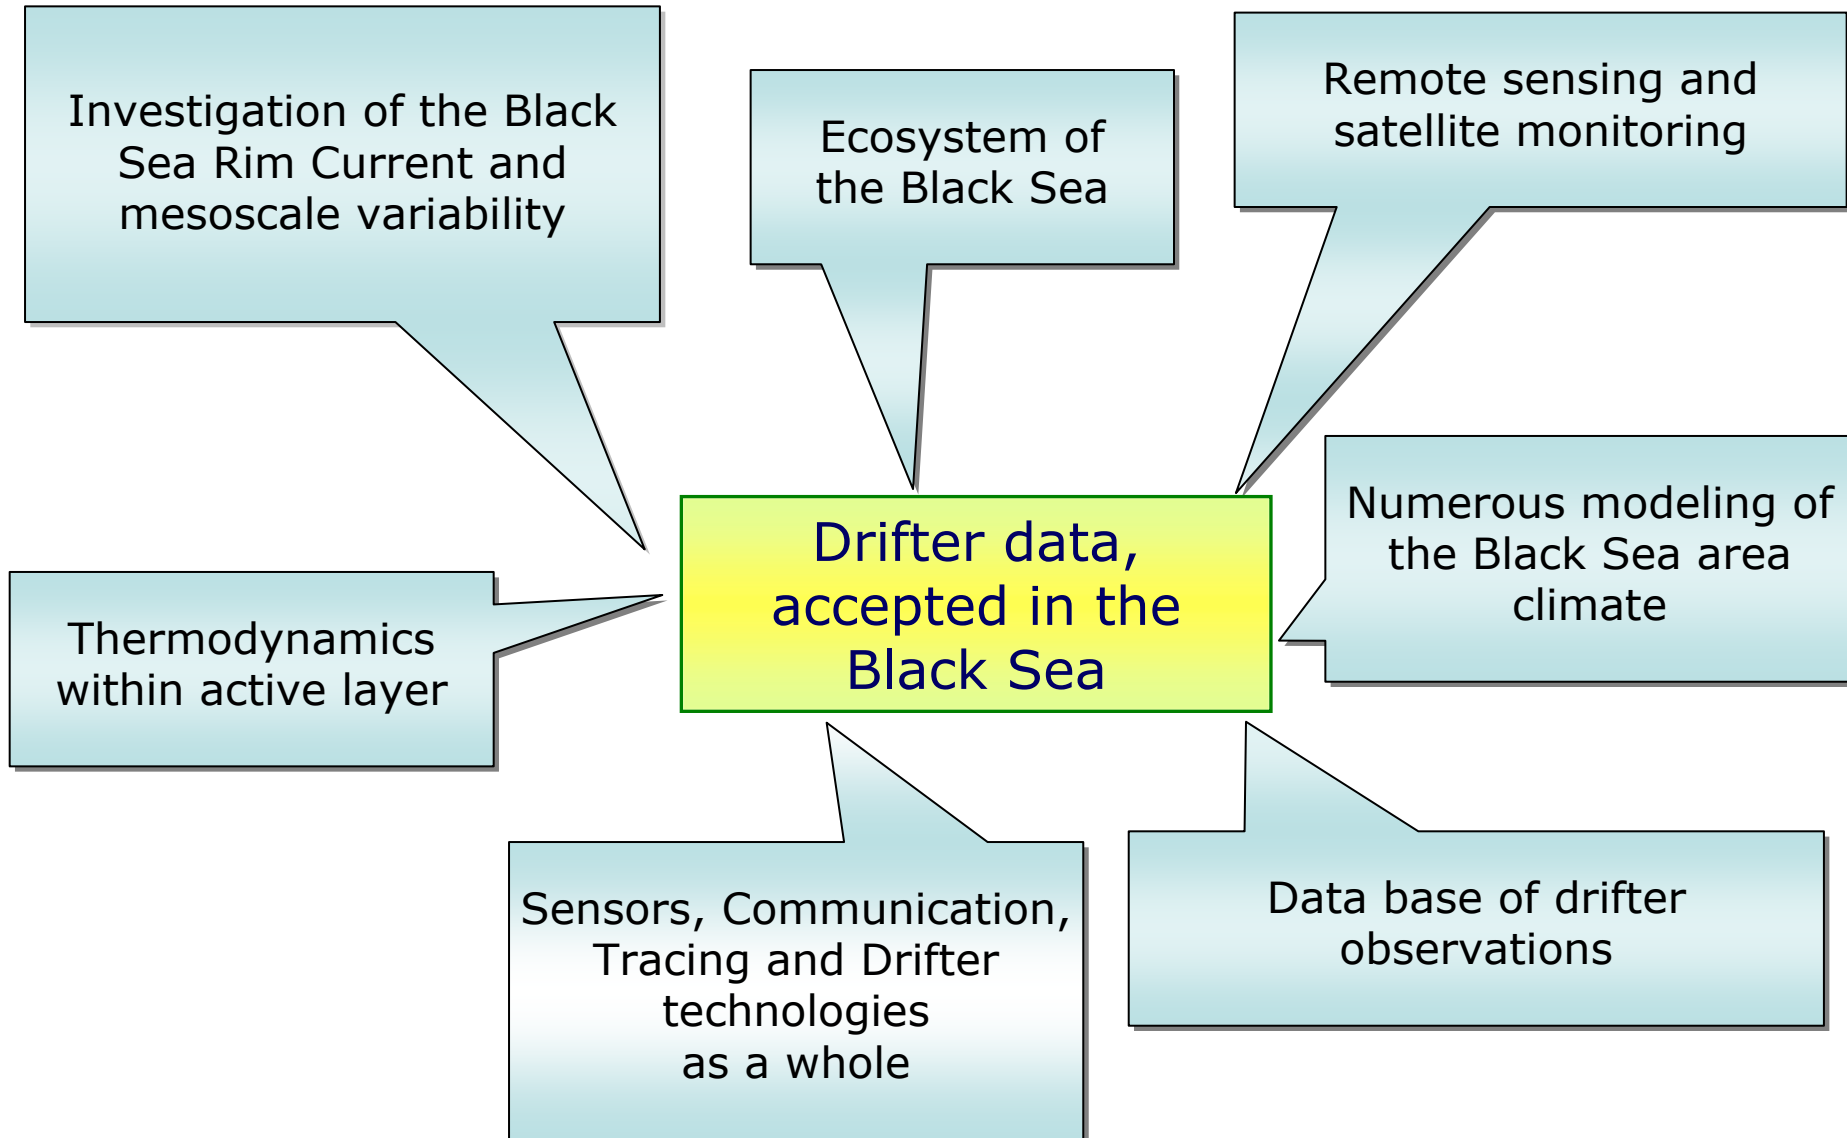 Investigation of the Black
Sea Rim Current and
mesoscale variability
Ecosystem of
the Black Sea
Remote sensing and
satellite monitoring
Numerous modeling of
the Black Sea area
climate
Drifter data,
accepted in the
Black Sea
Thermodynamics
within active layer
Sensors, Communication,
Tracing and Drifter
technologies
as a whole
Data base of drifter
observations